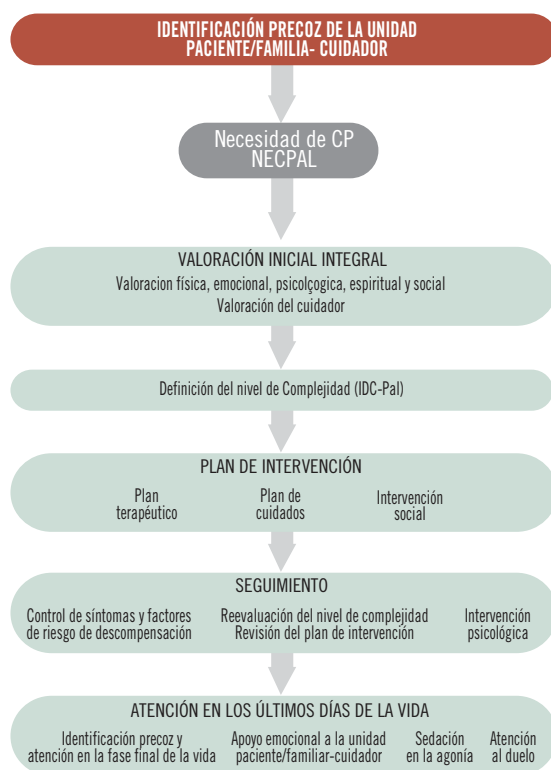 IDENTIFICACIÓN PRECOZ DE LA UNIDAD
PACIENTE/FAMILIA- CUIDADOR
Necesidad de CP
NECPAL
VALORACIÓN INICIAL INTEGRAL
Valoracion física, emocional, psicolçogica, espiritual y social
Valoración del cuidador
Definición del nivel de Complejidad (IDC-Pal)
PLAN DE INTERVENCIÓN
Plan
terapéutico
Plan de
cuidados
Intervención
social
SEGUIMIENTO
Control de síntomas y factores
de riesgo de descompensación
Reevaluación del nivel de complejidad
Revisión del plan de intervención
Intervención
psicológica
ATENCIÓN EN LOS ÚLTIMOS DÍAS DE LA VIDA
Identificación precoz y
atención en la fase final de la vida
Apoyo emocional a la unidad
paciente/familiar-cuidador
Sedación
en la agonía
Atención
al duelo